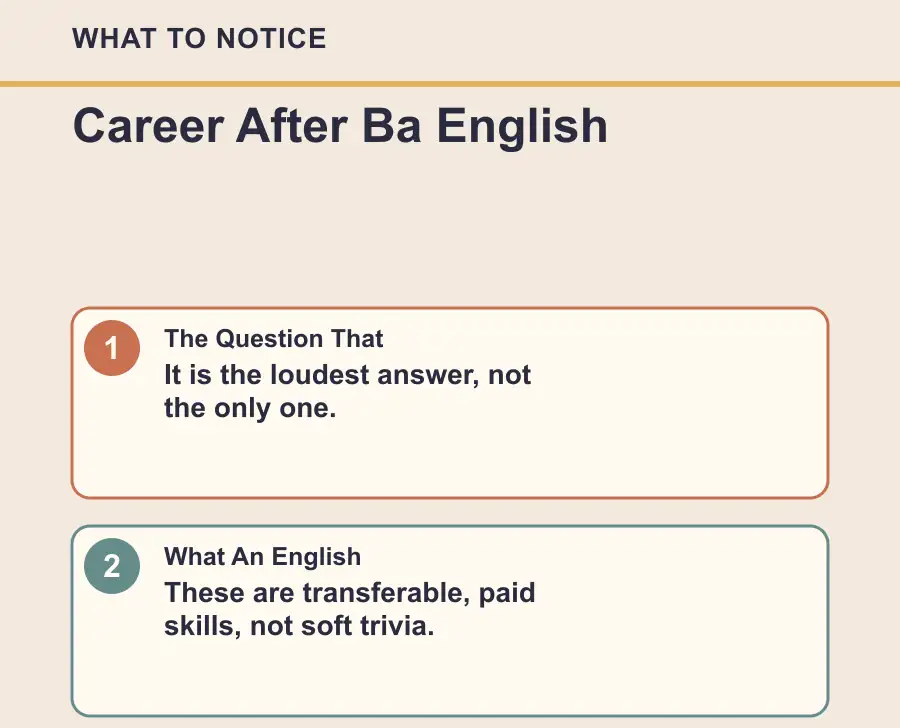 WHAT TO NOTICE
Career After Ba English
1
The Question That
It is the loudest answer, not
the only one.
2
What An English
These are transferable, paid
skills, not soft trivia.